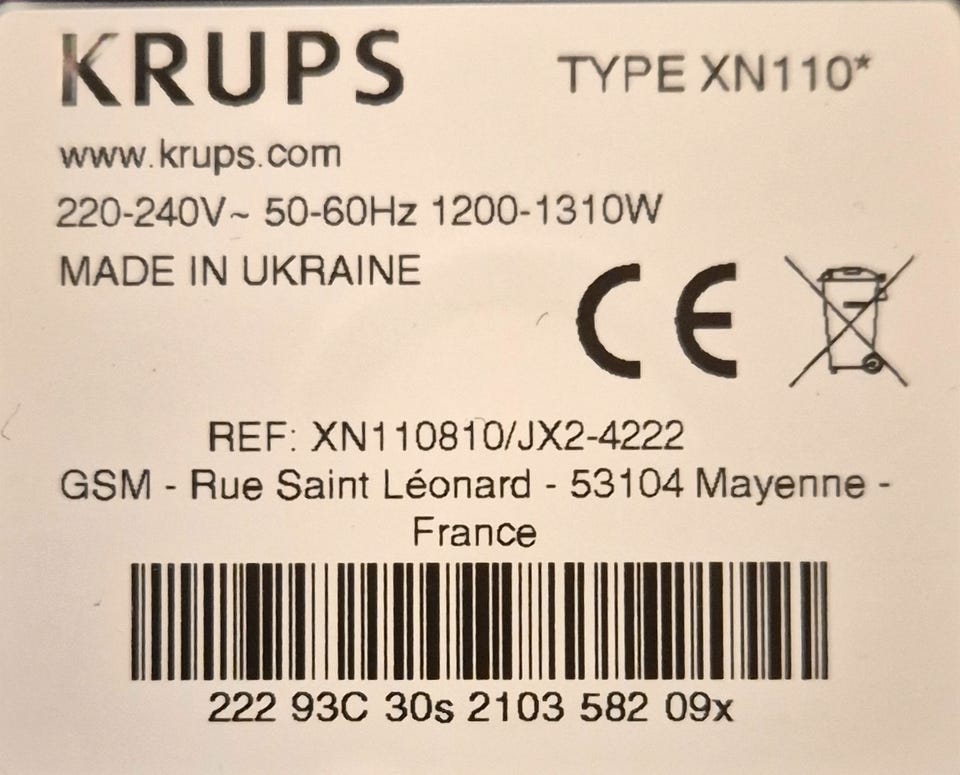 KRUPS TYPE XN110*
www.krups.com
220-240V~ 50-60Hz 1200-1310W
MADE IN UKRAINE
CE
REF: XN110810/JX2-4222
GSM - Rue Saint Léonard - 53104 Mayenne -
France
222 93C 30s 2103 582 09x